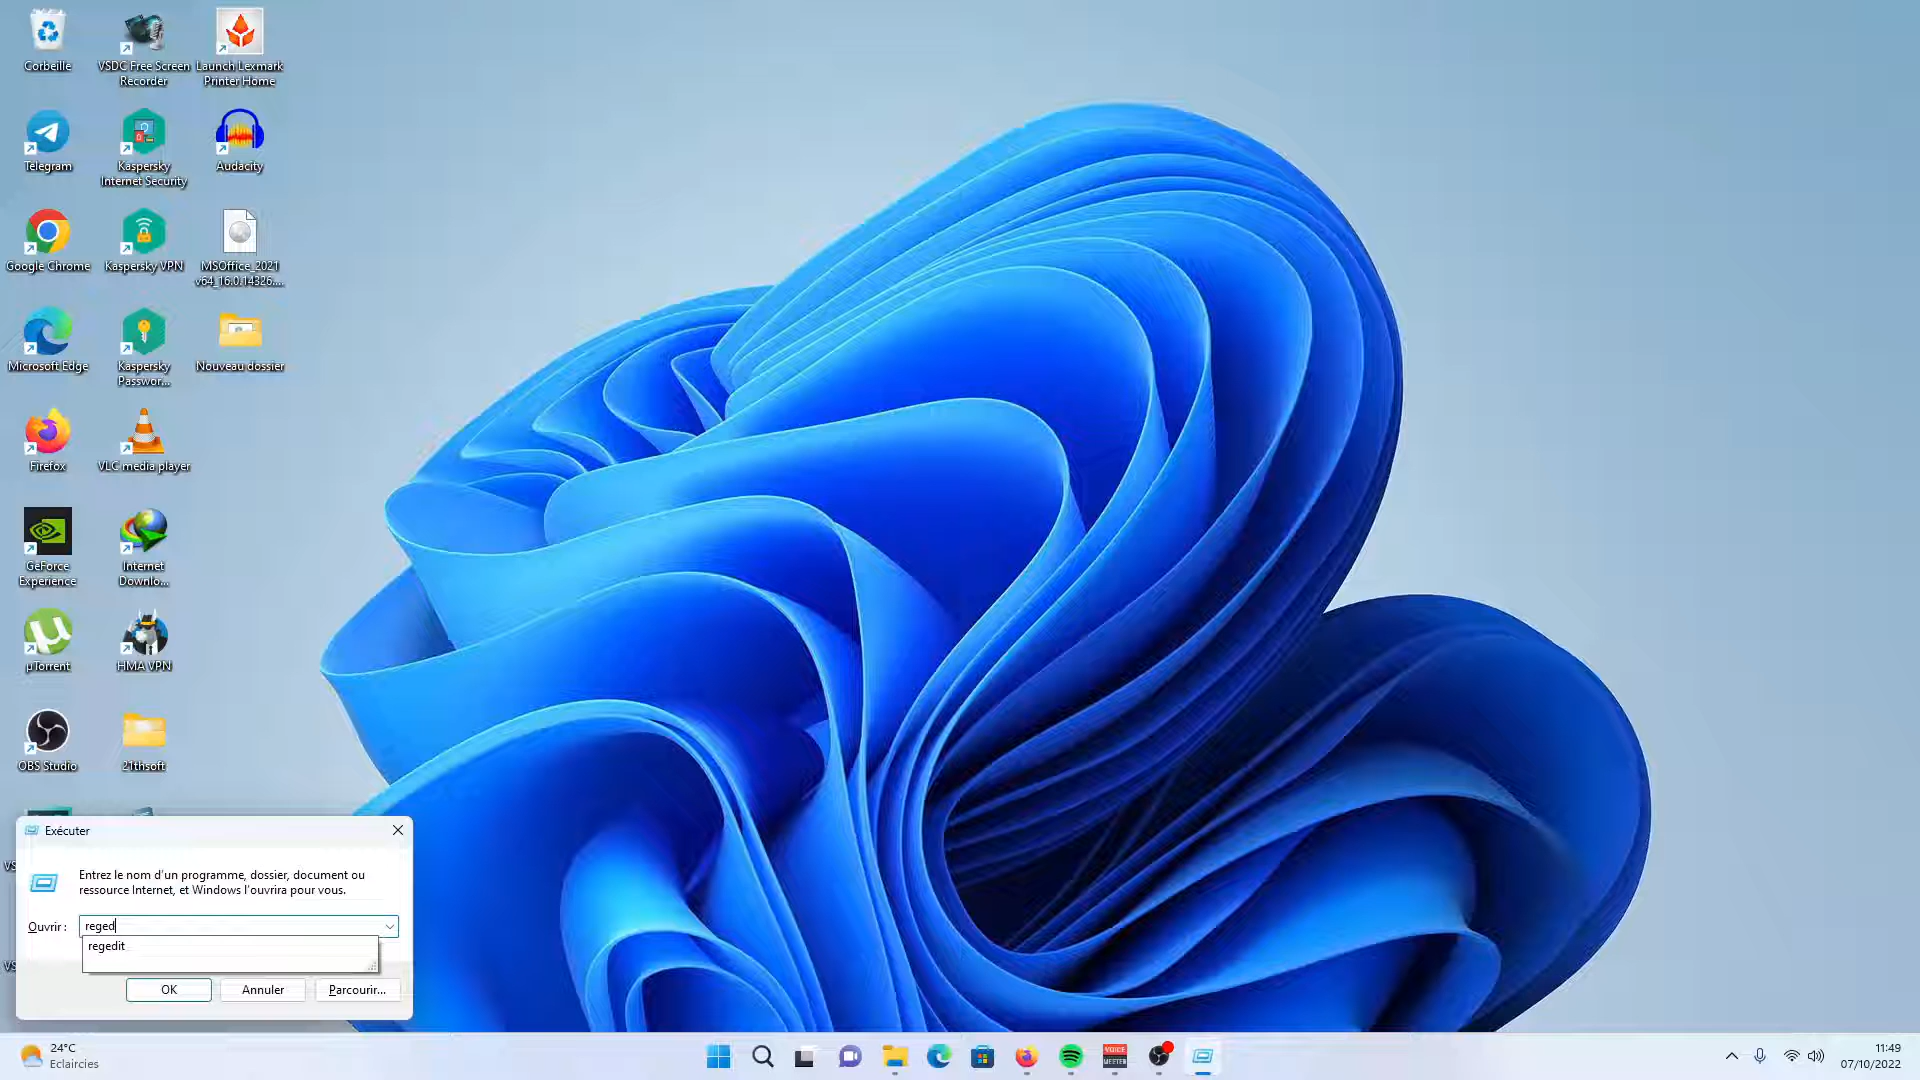 Corbeille
VSDC Free Screen
Recorder
Launch Lexmark
Printer Home
Telegram
Kaspersky
Internet Security
Audacity
Google Chrome
Kaspersky VPN
MSOffice_2021
v64_16.0.14326....
Microsoft Edge
Kaspersky
Passwor...
Nouveau dossier
Firefox
VLC media player
GeForce
Experience
Internet
Downlo...
µTorrent
HMA VPN
OBS Studio
21thsoft
Exécuter
Entrez le nom d'un programme, dossier, document ou
ressource Internet, et Windows l'ouvrira pour vous.
Ouvrir :
reged
regedit
OK
Annuler
Parcourir...
24°C
Eclaircies
VOICE
MEETER
11:49
07/10/2022